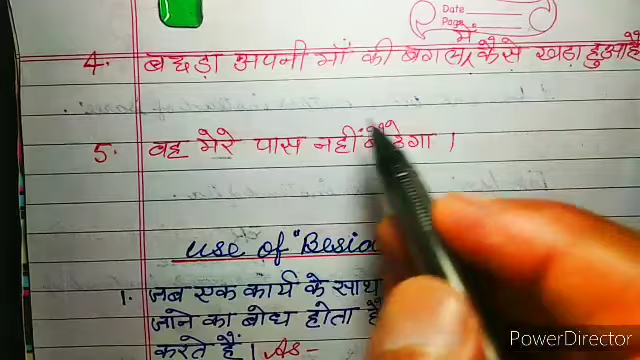 Date
Page
4. बछड़ा अपनी माँ की बगल में कैसे खड़ा हुआ है
5. वह मेरे पास नहीं बैठेगा ।
use of "Besid
1. जब एक कार्य के साथ
जाने का बोध होता है
करते हैं । As -
PowerDirector